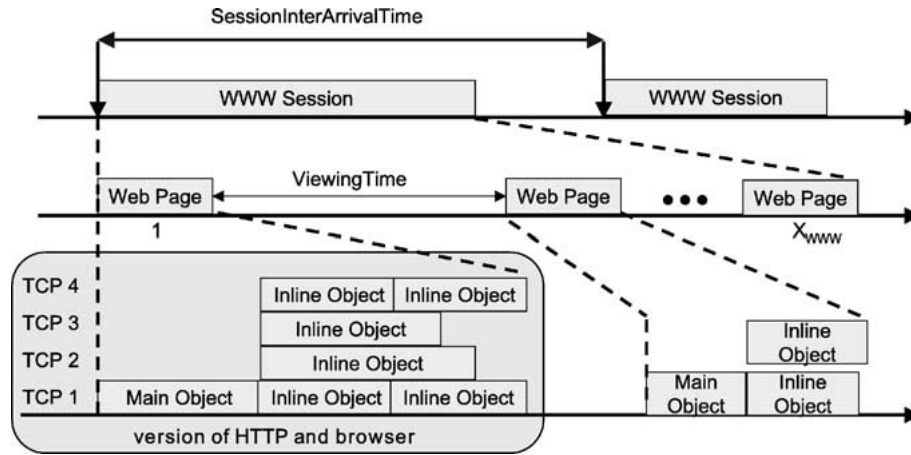 SessionInterArrivalTime
WWW Session
WWW Session
Web Page
ViewingTime
Web Page
•••
Web Page
1
XWWW
TCP 4
Inline Object
Inline Object
TCP 3
Inline Object
Inline
Object
TCP 2
Inline Object
TCP 1
Main Object
Inline Object
Inline Object
Main
Object
Inline
Object
version of HTTP and browser